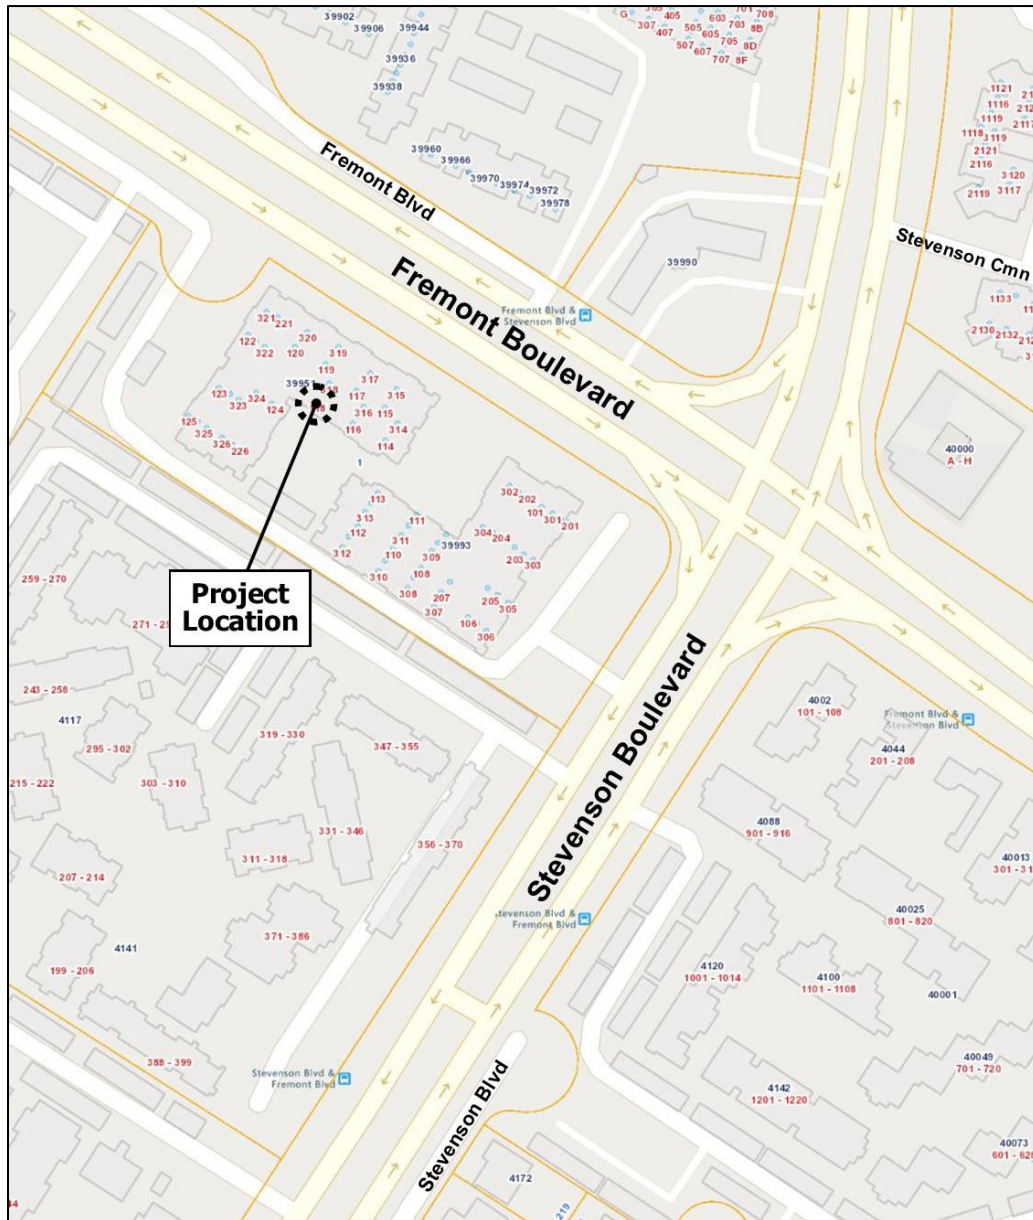 39902
39906
39944
39936
39938
G
307
405
407
505
507
603
605
607
701
703
705
707
708
8B
8D
8F
1121
1116
1119
1118
3119
2121
2116
2119
3120
3117
39960
39966
39970
39974
39972
39978
Fremont Blvd
39990
Stevenson Cmn
Fremont Boulevard
Fremont Blvd &
Stevenson Blvd
1133
2130
2132
321
221
122
322
120
320
119
319
39951
317
117
315
316
115
116
314
114
123
323
324
124
125
325
326
226
1
40000
A - H
113
313
112
312
111
311
110
310
39993
309
108
308
207
307
302
202
101
301
201
304
204
203
303
205
305
106
306
Project
Location
259 - 270
243 - 258
4117
295 - 302
303 - 310
215 - 222
319 - 330
347 - 355
331 - 346
311 - 318
356 - 370
207 - 214
371 - 386
4141
199 - 206
388 - 399
Stevenson Boulevard
4002
101 - 108
Fremont Blvd &
Stevenson Blvd
4044
201 - 208
4088
901 - 916
40013
40025
801 - 820
Fremont Blvd
4120
1001 - 1014
4100
1101 - 1108
40001
Stevenson Blvd &
Fremont Blvd
40049
701 - 720
4142
1201 - 1220
Stevenson Blvd
40073
4172
219